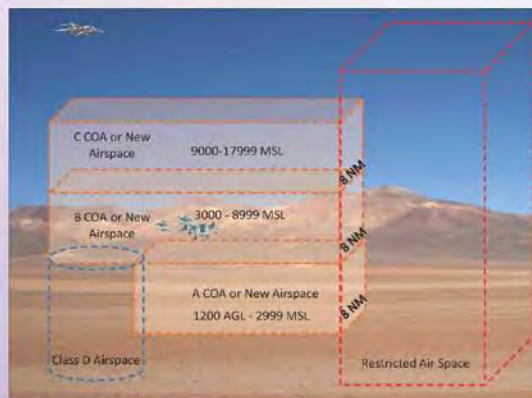 C COA or New
Airspace
9000-17999 MSL
8 NM
B COA or New
Airspace
3000 - 8999 MSL
8 NM
A COA or New Airspace
1200 AGL - 2999 MSL
8 NM
Class D Airspace
Restricted Air Space